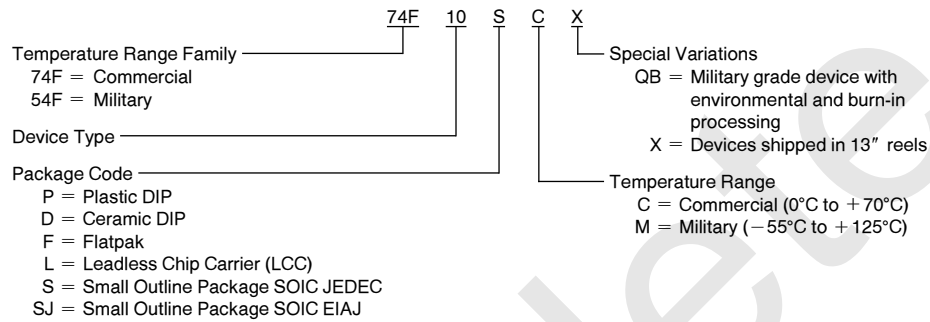 74F 10 S C X
Temperature Range Family
74F = Commercial
54F = Military
Device Type
Package Code
P = Plastic DIP
D = Ceramic DIP
F = Flatpak
L = Leadless Chip Carrier (LCC)
S = Small Outline Package SOIC JEDEC
SJ = Small Outline Package SOIC EIAJ
Special Variations
QB = Military grade device with
environmental and burn-in
processing
X = Devices shipped in 13″ reels
Temperature Range
C = Commercial (0°C to +70°C)
M = Military (−55°C to +125°C)